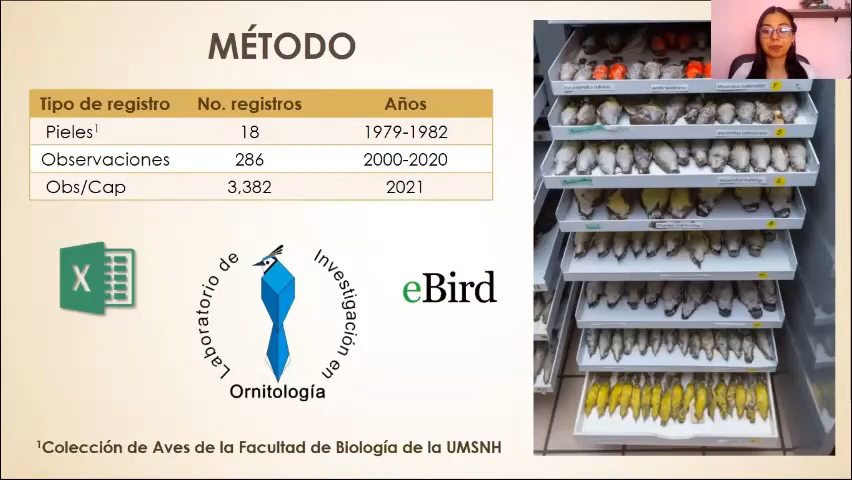 MÉTODO
Tipo de registro No. registros Años
Pieles¹ 18 1979-1982
Observaciones 286 2000-2020
Obs/Cap 3,382 2021
X
Laboratorio de Investigación en
Ornitología
eBird
¹Colección de Aves de la Facultad de Biología de la UMSNH